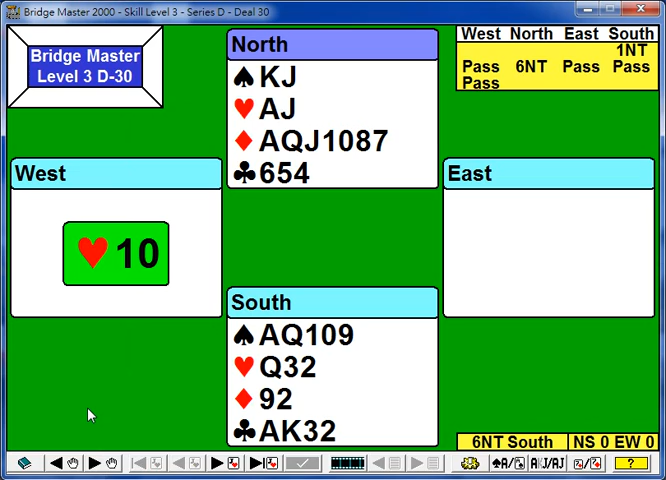 Bridge Master 2000 - Skill Level 3 - Series D - Deal 30
Bridge Master
Level 3 D-30
North
♠ KJ
♥ AJ
♦ AQJ1087
♣ 654
West North East South
1NT
Pass 6NT Pass Pass
Pass
West
♥ 10
East
South
♠ AQ109
♥ Q32
♦ 92
♣ AK32
6NT South NS 0 EW 0
♠A/ AKJ/AJ ?